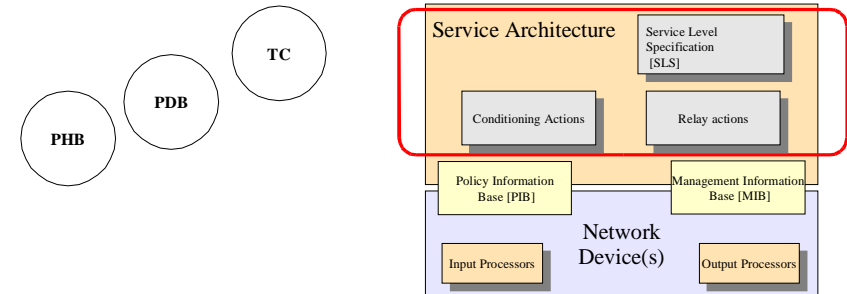 TC
PDB
PHB
Service Architecture
Service Level
Specification
[SLS]
Conditioning Actions
Relay actions
Policy Information
Base [PIB]
Management Information
Base [MIB]
Network
Device(s)
Input Processors
Output Processors